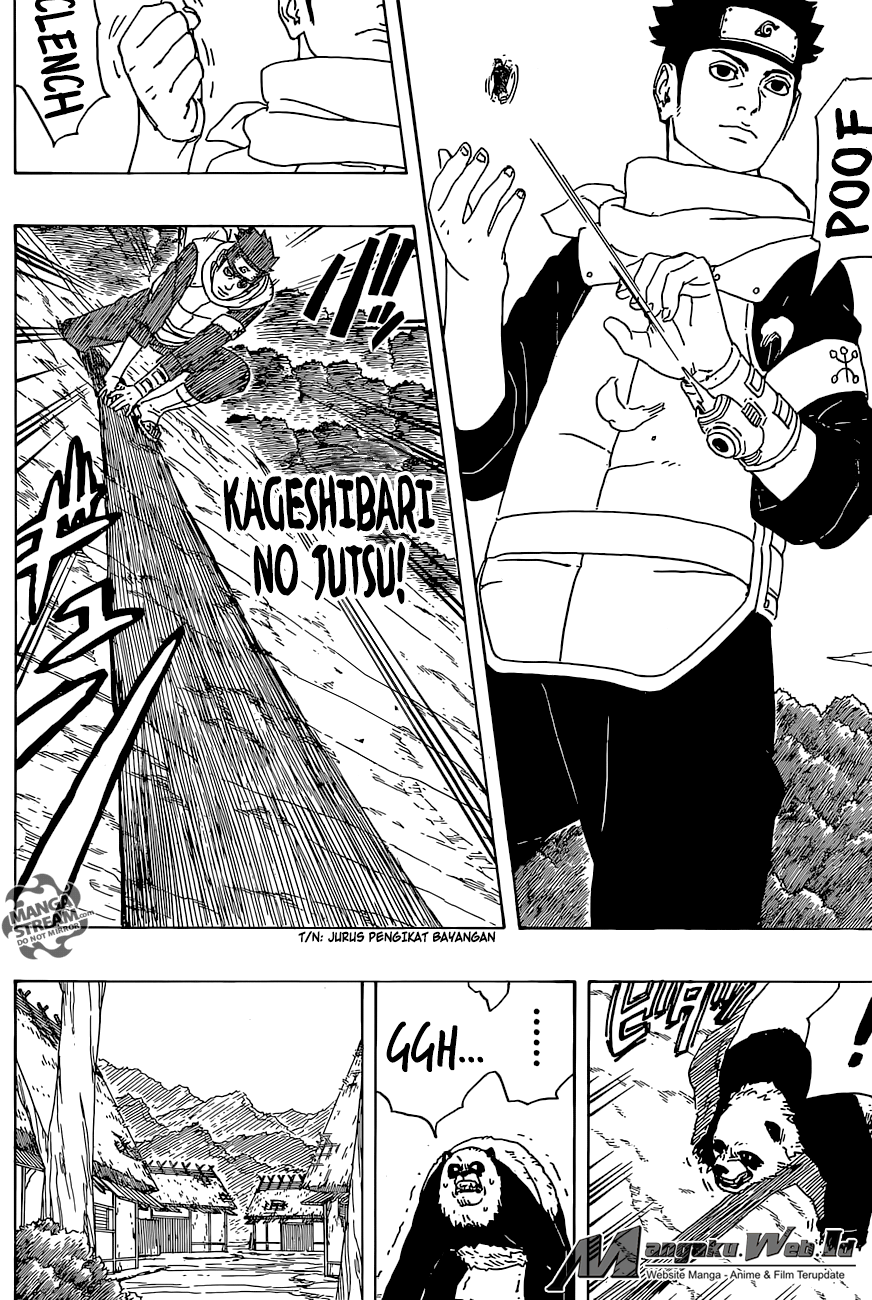 CLENCH
POOF
KAGESHIBARI
NO JUTSU!
T/N: JURUS PENGIKAT BAYANGAN
MANGA
STREAM.com
DO NOT MIRROR
!
GGH...
......
Mangaku.Web.Id
Website Manga - Anime & Film Terupdate